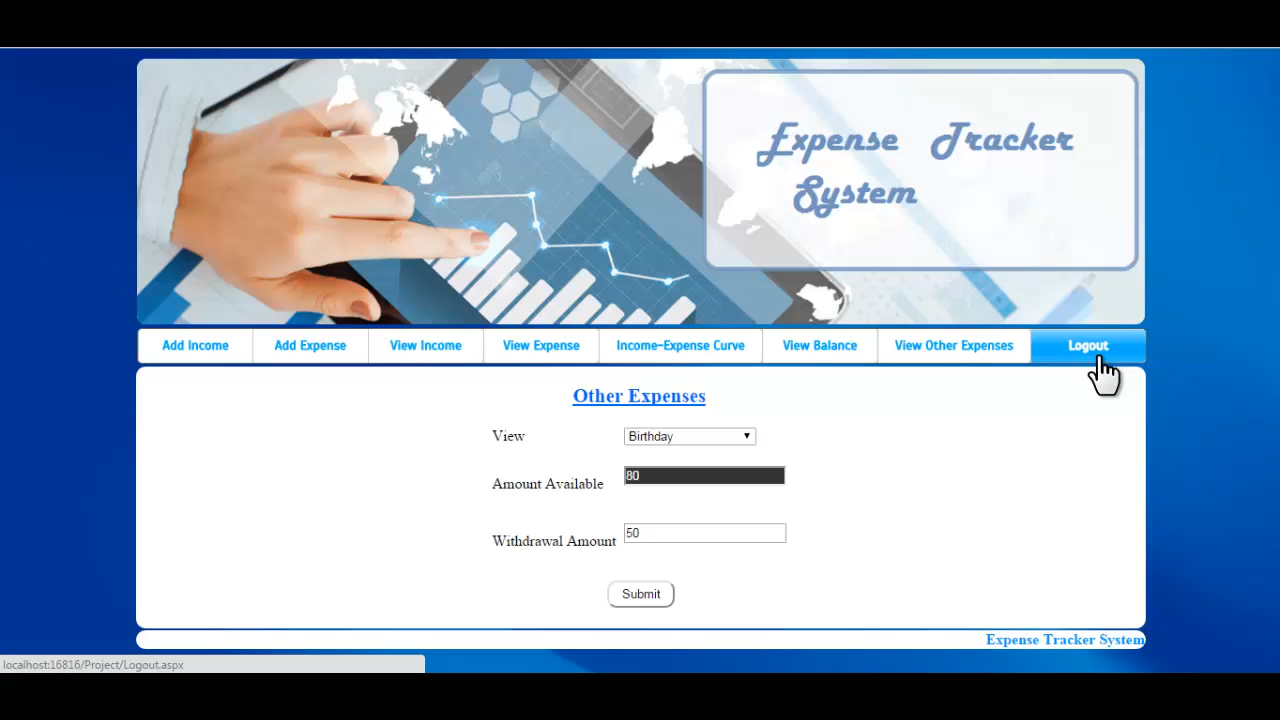 Expense Tracker
System
Add Income Add Expense View Income View Expense Income-Expense Curve View Balance View Other Expenses Logout
Other Expenses
View Birthday
Amount Available 80
Withdrawal Amount 50
Submit
Expense Tracker System
localhost:16816/Project/Logout.aspx